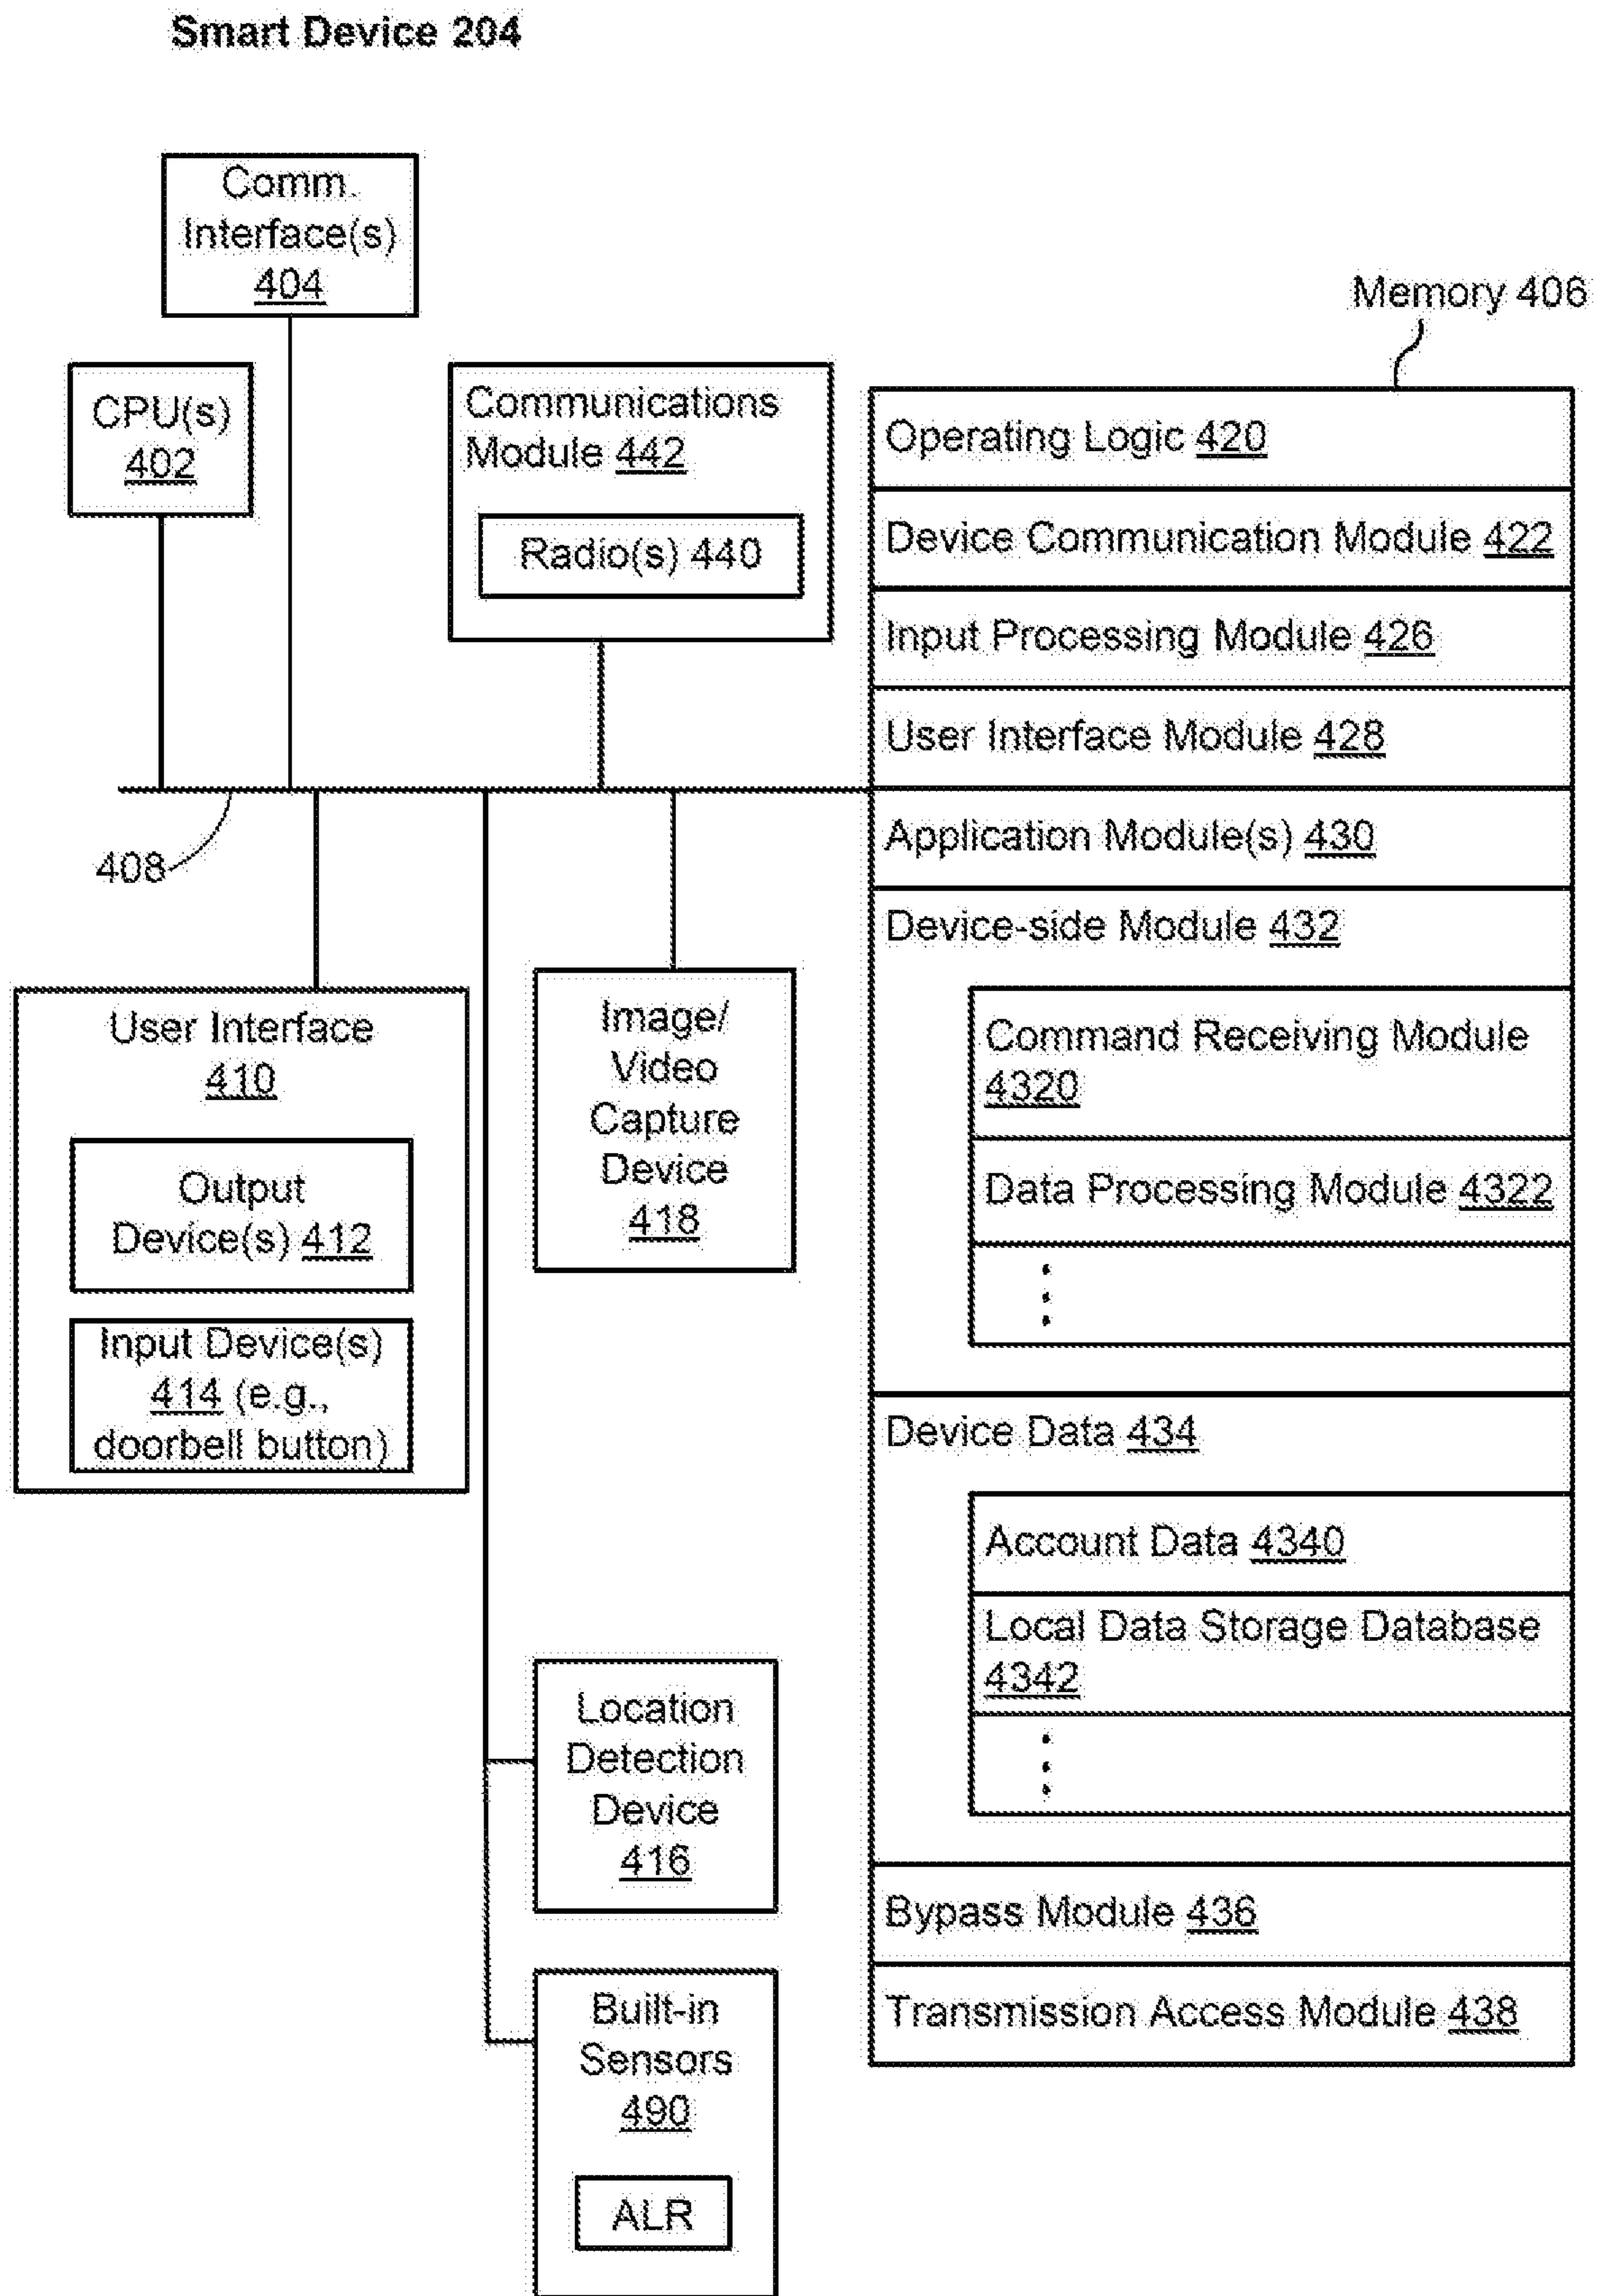 Smart Device 204
Comm.
Interface(s)
404
Memory 406
CPU(s)
402
Communications
Module 442
Radio(s) 440
Operating Logic 420
Device Communication Module 422
Input Processing Module 426
User Interface Module 428
Application Module(s) 430
Device-side Module 432
Command Receiving Module
4320
Data Processing Module 4322
Device Data 434
Account Data 4340
Local Data Storage Database
4342
Bypass Module 436
Transmission Access Module 438
408
User Interface
410
Output
Device(s) 412
Input Device(s)
414 (e.g.,
doorbell button)
Image/
Video
Capture
Device
418
Location
Detection
Device
416
Built-in
Sensors
490
ALR